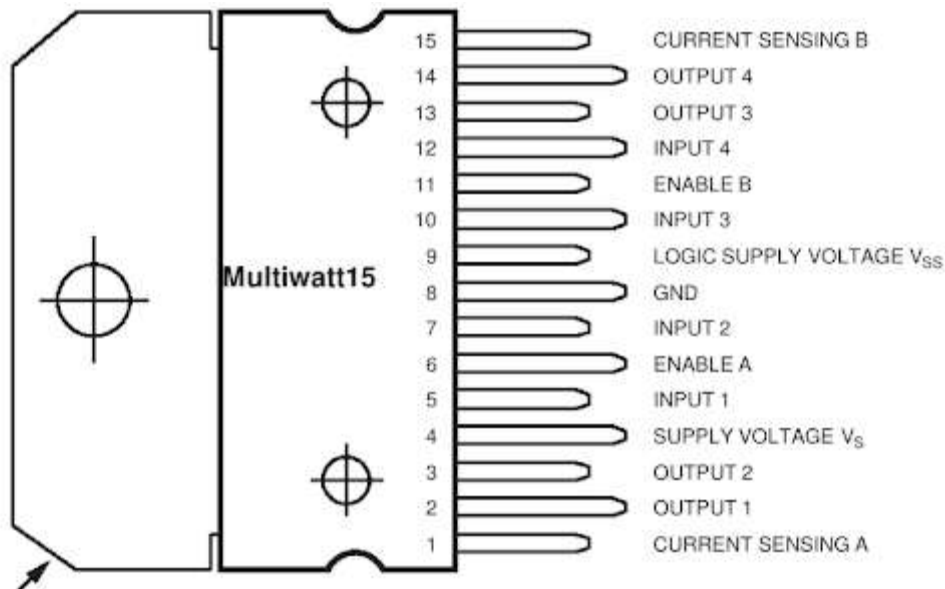 15 CURRENT SENSING B
14 OUTPUT 4
13 OUTPUT 3
12 INPUT 4
11 ENABLE B
10 INPUT 3
9 LOGIC SUPPLY VOLTAGE VSS
Multiwatt15
8 GND
7 INPUT 2
6 ENABLE A
5 INPUT 1
4 SUPPLY VOLTAGE VS
3 OUTPUT 2
2 OUTPUT 1
1 CURRENT SENSING A